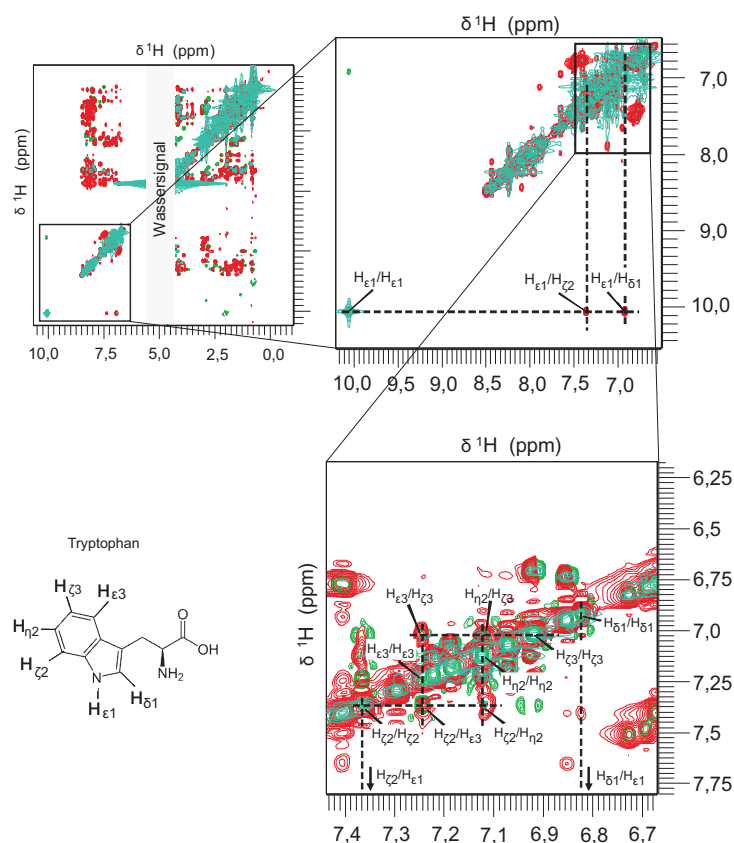 δ ¹H (ppm)
δ ¹H (ppm)
Wassersignal
10,0 7,5 5,0 2,5 0,0
δ ¹H (ppm)
7,0
8,0
9,0
10,0
Hε1/Hε1
Hε1/Hζ2
Hε1/Hδ1
10,0 9,5 9,0 8,5 8,0 7,5 7,0
δ ¹H (ppm)
δ ¹H (ppm)
6,25
6,5
6,75
7,0
7,25
7,5
7,75
Hε3/Hζ3
Hη2/Hζ3
Hδ1/Hδ1
Hε3/Hε3
Hζ3/Hζ3
Hη2/Hη2
Hζ2/Hζ2
Hζ2/Hε3
Hζ2/Hη2
Hζ2/Hε1
Hδ1/Hε1
7,4 7,3 7,2 7,1 6,9 6,8 6,7
Tryptophan
Hζ3
Hε3
Hη2
O
OH
Hζ2
N
NH₂
Hε1
Hδ1